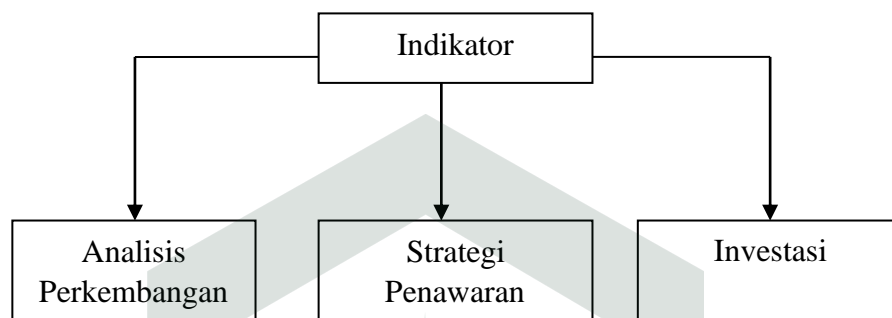 Indikator
Analisis
Perkembangan
Strategi
Penawaran
Investasi